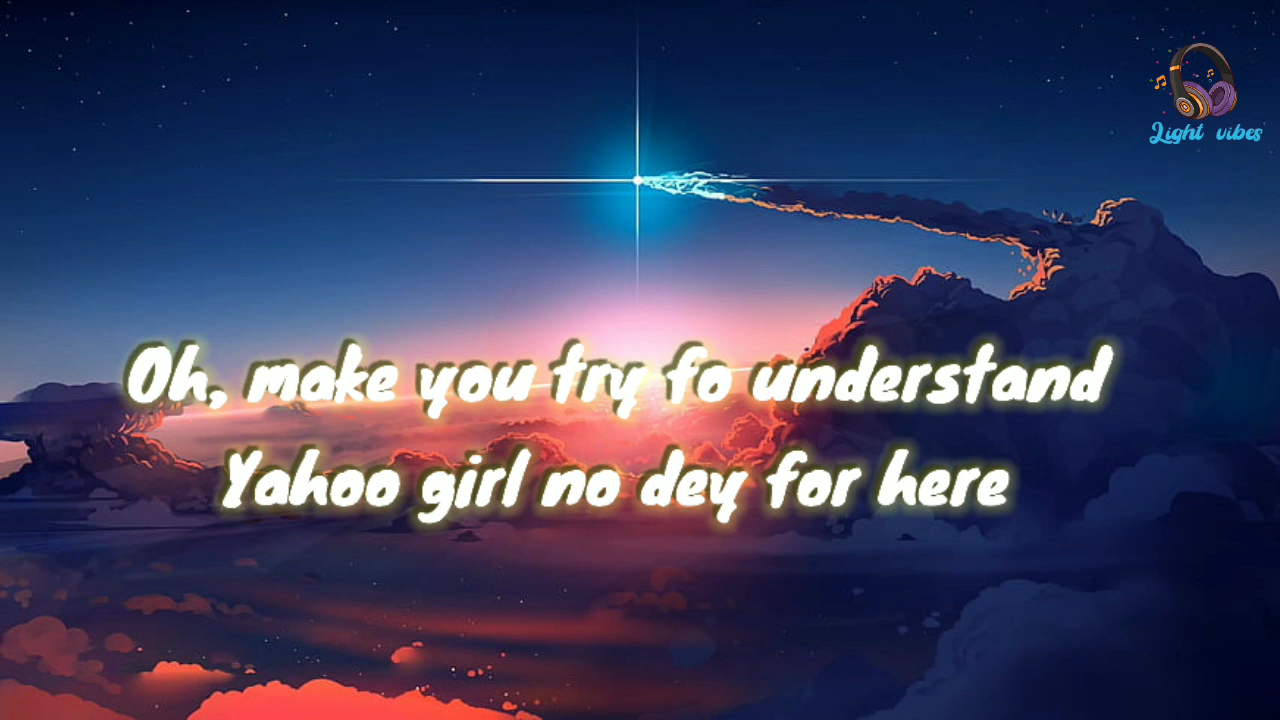 Light vibes
Oh, make you try fo understand
Yahoo girl no dey for here